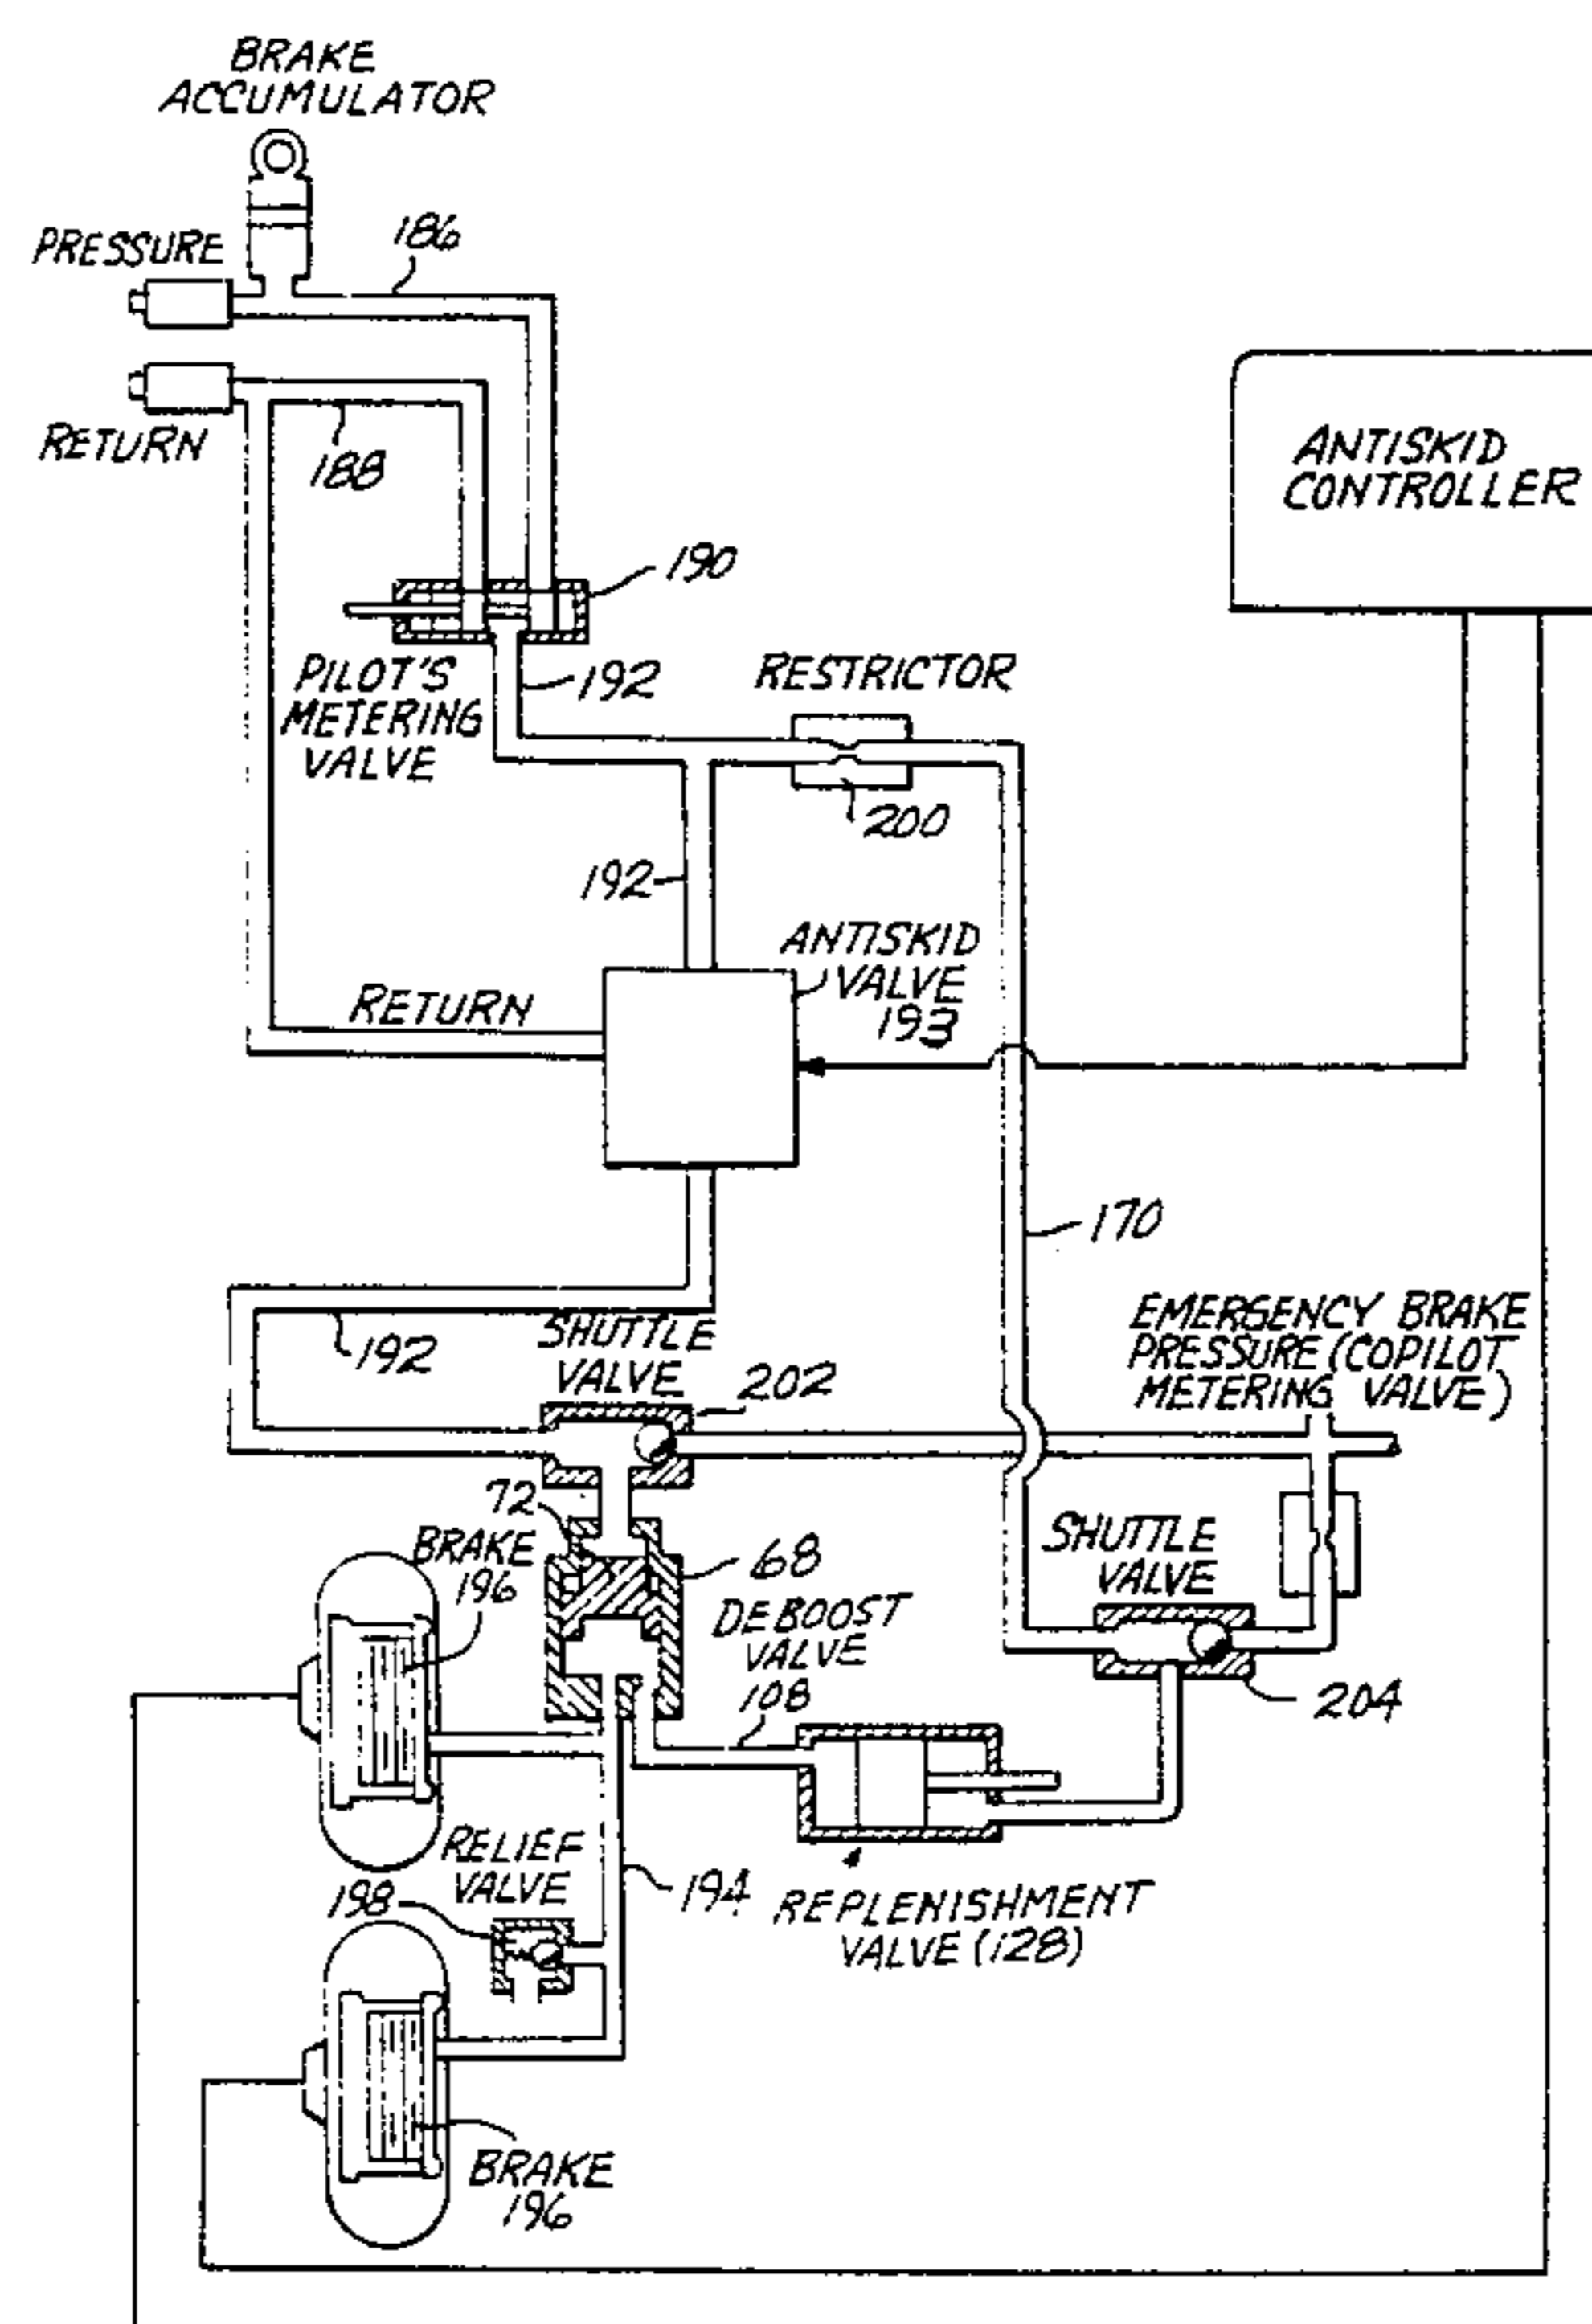 BRAKE
ACCUMULATOR
PRESSURE
186
RETURN
188
ANTISKID
CONTROLLER
190
PILOT'S
METERING
VALVE
192
RESTRICTOR
200
192
ANTISKID
VALVE
193
RETURN
170
192
SHUTTLE
VALVE
202
EMERGENCY BRAKE
PRESSURE (COPILOT
METERING VALVE)
72
BRAKE
196
68
DEBOOST
VALVE
108
SHUTTLE
VALVE
204
RELIEF
VALVE
198
194
REPLENISHMENT
VALVE (128)
BRAKE
196